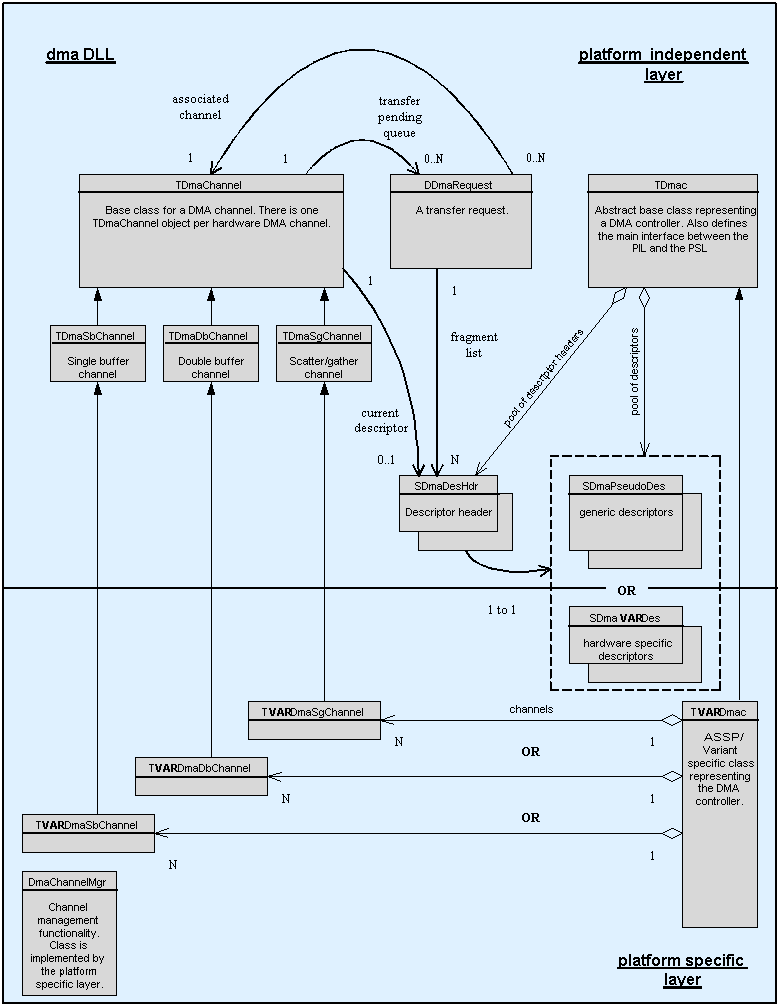 dma DLL
platform independent
layer
associated
channel
transfer
pending
queue
1
1
0..N
0..N
TDmaChannel
Base class for a DMA channel. There is one
TDmaChannel object per hardware DMA channel.
DDmaRequest
A transfer request.
TDmac
Abstract base class representing
a DMA controller. Also defines
the main interface between the
PIL and the PSL
1
1
fragment
list
pool of descriptor headers
pool of descriptors
TDmaSbChannel
Single buffer
channel
TDmaDbChannel
Double buffer
channel
TDmaSgChannel
Scatter/gather
channel
current
descriptor
0..1
N
SDmaDesHdr
Descriptor header
SDmaPseudoDes
generic descriptors
OR
1 to 1
SDma VARDes
hardware specific
descriptors
TVARDmaSgChannel
channels
N
1
TVARDmac
ASSP/
Variant
specific class
representing
the DMA
controller.
OR
TVARDmaDbChannel
N
1
OR
TVARDmaSbChannel
N
1
DmaChannelMgr
Channel
management
functionality.
Class is
implemented by
the platform
specific layer.
platform specific
layer